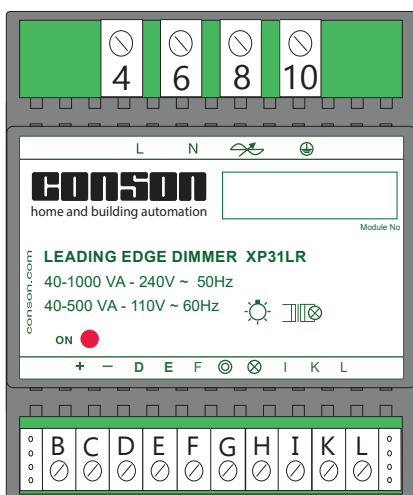 4 6 8 10
L N
CONSON
home and building automation
Module No
conson.com
LEADING EDGE DIMMER XP31LR
40-1000 VA - 240V ~ 50Hz
40-500 VA - 110V ~ 60Hz
ON
+ − D E F I K L
B C D E F G H I K L